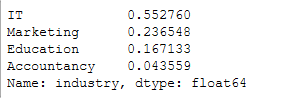 IT 0.552760
Marketing 0.236548
Education 0.167133
Accountancy 0.043559
Name: industry, dtype: float64